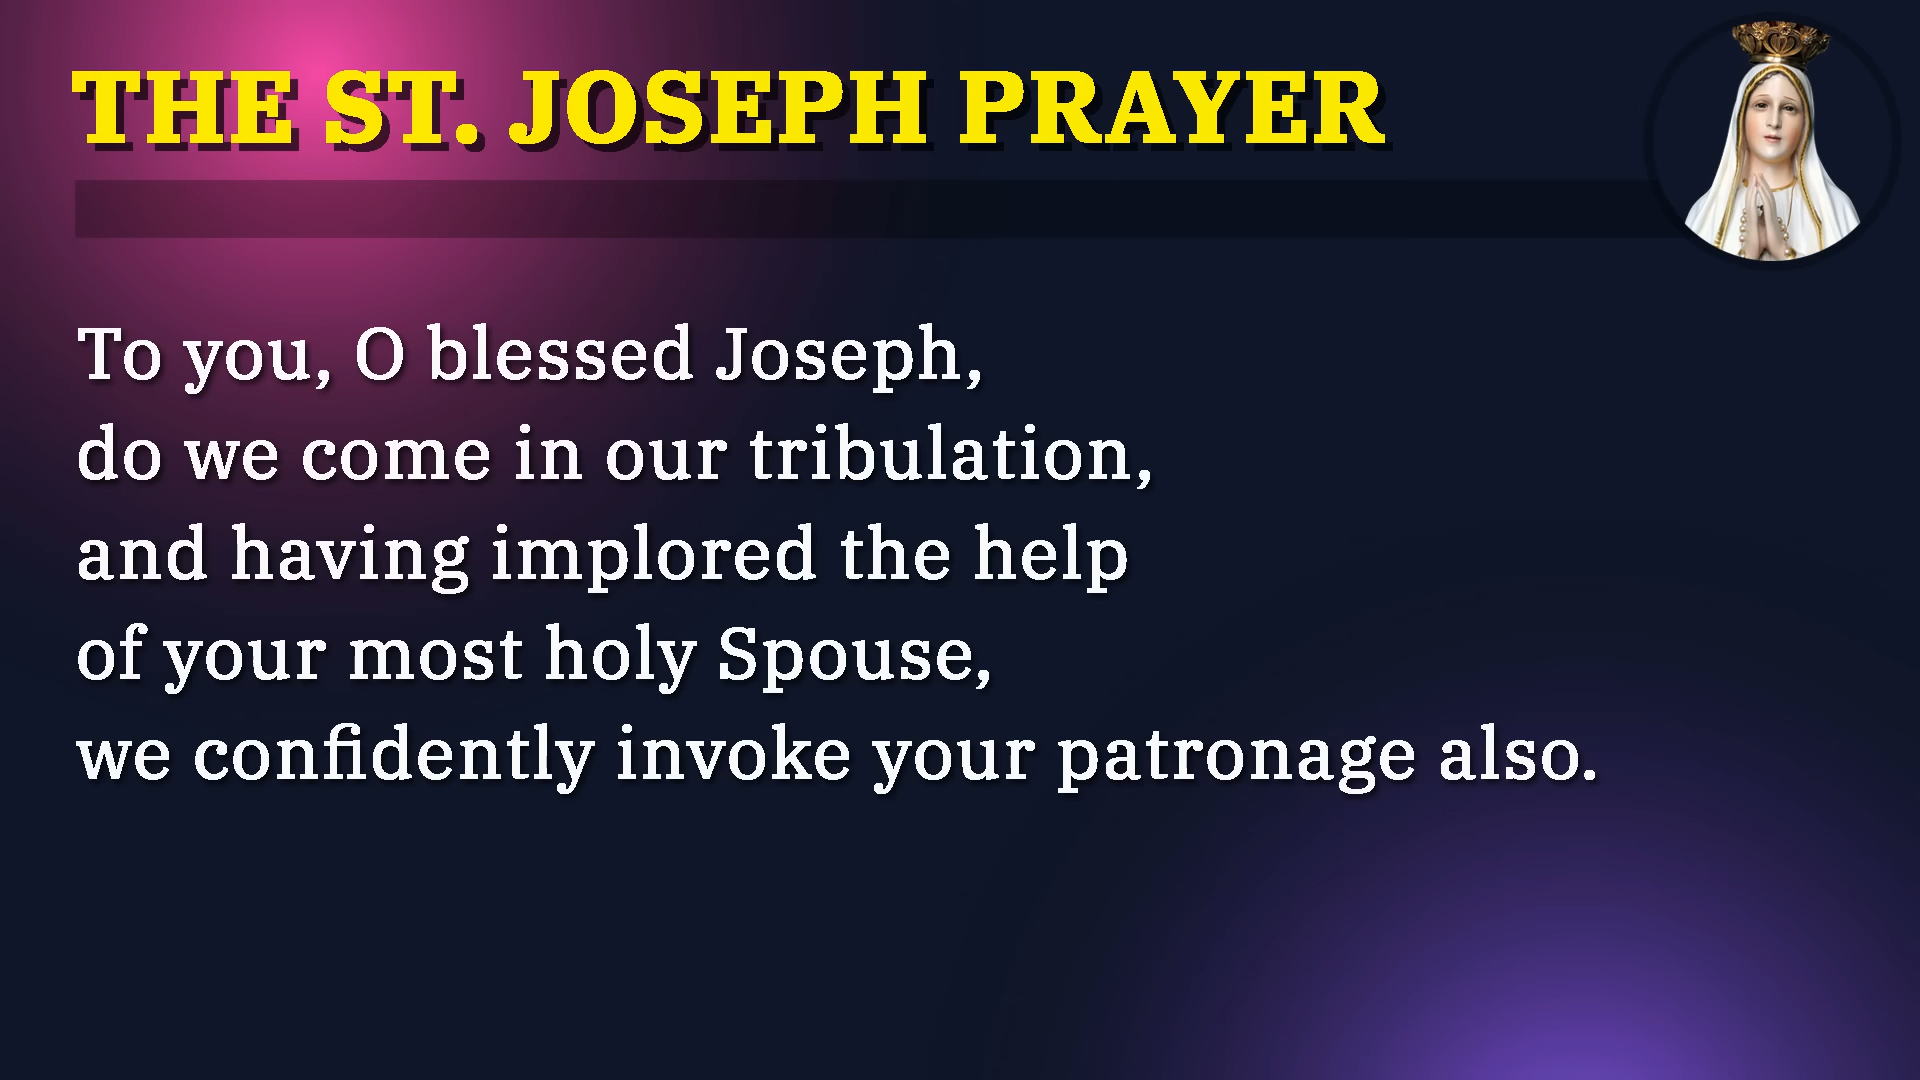 THE ST. JOSEPH PRAYER
To you, O blessed Joseph,
do we come in our tribulation,
and having implored the help
of your most holy Spouse,
we confidently invoke your patronage also.